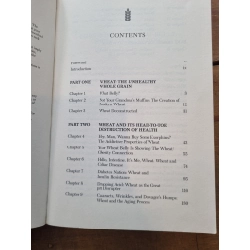 CONTENTS
Introduction ix
PART ONE WHEAT: THE UNHEALTHY
WHOLE GRAIN
Chapter 1 What Belly? 3
Chapter 2 Not Your Grandma's Muffins: The Creation of
Modern Wheat
Chapter 3 Wheat Deconstructed
PART TWO WHEAT AND ITS HEAD-TO-TOE
DESTRUCTION OF HEALTH
Chapter 4 Hey, Man, Wanna Buy Some Exorphins?
The Addictive Properties of Wheat
Chapter 5 Your Wheat Belly Is Showing: The Wheat/
Obesity Connection
Chapter 6 Hello, Intestine. It's Me, Wheat. Wheat and
Celiac Disease
Chapter 7 Diabetes Nation: Wheat and
Insulin Resistance
Chapter 8 Dropping Acid: Wheat as the Great
pH Disrupter
Chapter 9 Cataracts, Wrinkles, and Dowager's Humps:
Wheat and the Aging Process